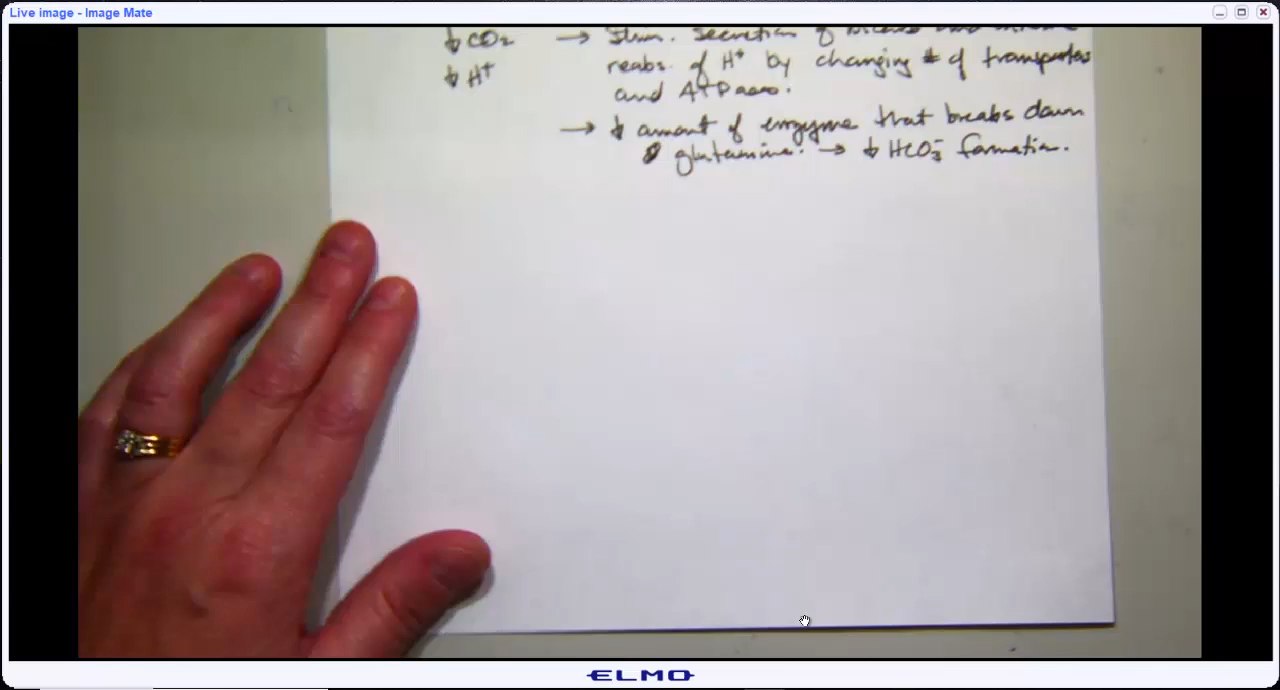 Live image - Image Mate
↓ CO2 → Stim. Secretion of
↓ H+ reabs. of H+ by changing # of transporters
and ATPases.
→ ↓ amount of enzyme that breaks down
glutamine. → ↓ HCO3- formation.
ELMO